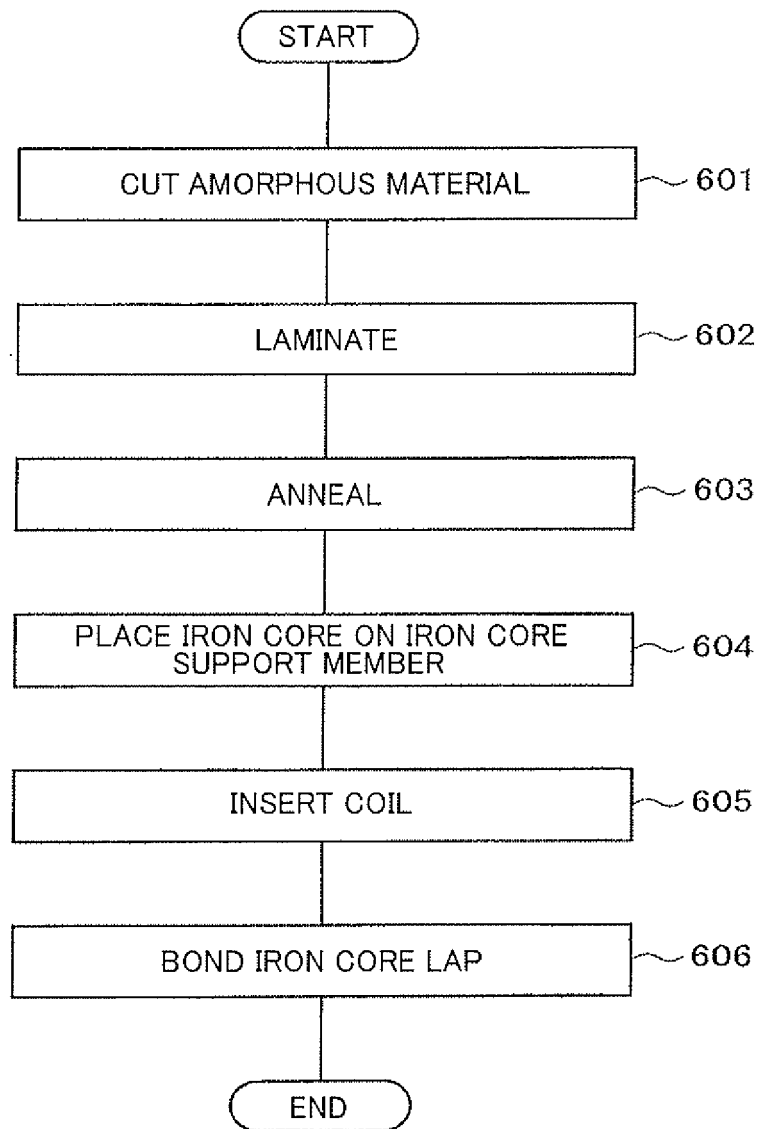 START
CUT AMORPHOUS MATERIAL
601
LAMINATE
602
ANNEAL
603
PLACE IRON CORE ON IRON CORE
SUPPORT MEMBER
604
INSERT COIL
605
BOND IRON CORE LAP
606
END